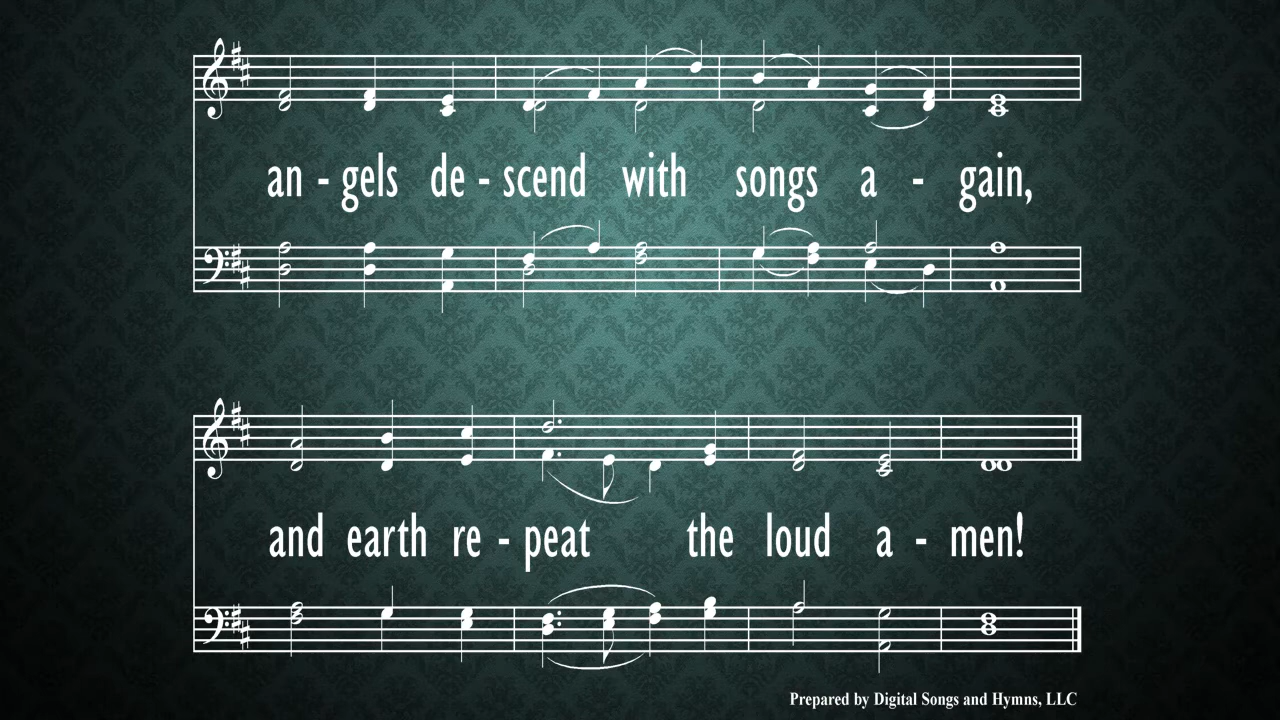 an - gels de - scend with songs a - gain,
and earth re - peat the loud a - men!
Prepared by Digital Songs and Hymns, LLC